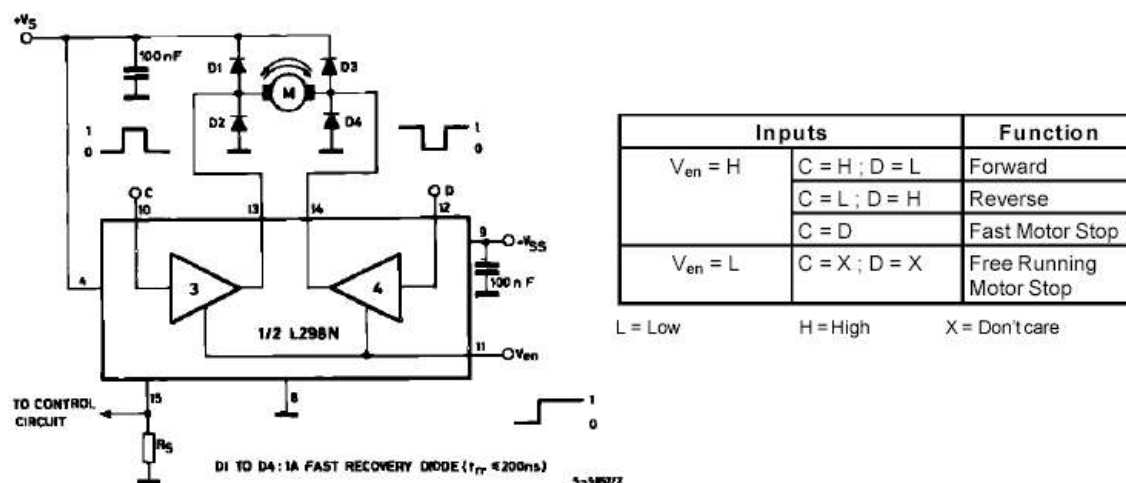 +Vs
100nF
D1
D3
M
D2
D4
1
0
1
0
C
D
10
13
14
12
9
+VSS
100nF
4
3
4
1/2 L298N
11
Ven
15
8
TO CONTROL
CIRCUIT
RS
1
0
D1 TO D4 : 1A FAST RECOVERY DIODE (trr ≤ 200ns)
Inputs Function
Ven = H C = H ; D = L Forward
C = L ; D = H Reverse
C = D Fast Motor Stop
Ven = L C = X ; D = X Free Running
Motor Stop
L = Low H = High X = Don't care